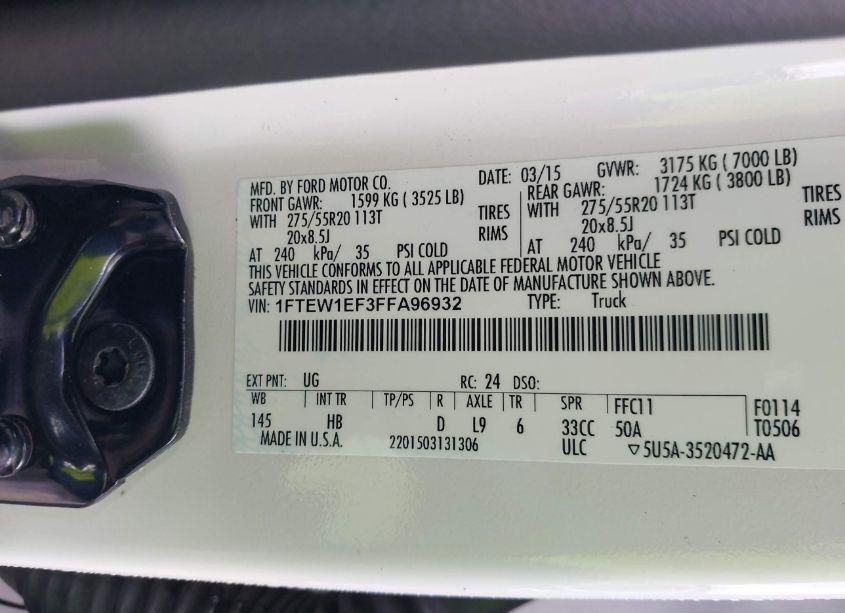 MFD. BY FORD MOTOR CO. DATE: 03/15 GVWR: 3175 KG ( 7000 LB)
FRONT GAWR: 1599 KG ( 3525 LB) REAR GAWR: 1724 KG ( 3800 LB)
WITH 275/55R20 113T TIRES WITH 275/55R20 113T TIRES
20x8.5J RIMS 20x8.5J RIMS
AT 240 kPa/ 35 PSI COLD AT 240 kPa/ 35 PSI COLD
THIS VEHICLE CONFORMS TO ALL APPLICABLE FEDERAL MOTOR VEHICLE
SAFETY STANDARDS IN EFFECT ON THE DATE OF MANUFACTURE SHOWN ABOVE.
VIN: 1FTEW1EF3FFA96932 TYPE: Truck
EXT PNT: UG RC: 24 DSO:
WB INT TR TP/PS R AXLE TR SPR FFC11 F0114
145 HB D L9 6 33CC 50A T0506
MADE IN U.S.A. 2201503131306 ULC ▽5U5A-3520472-AA